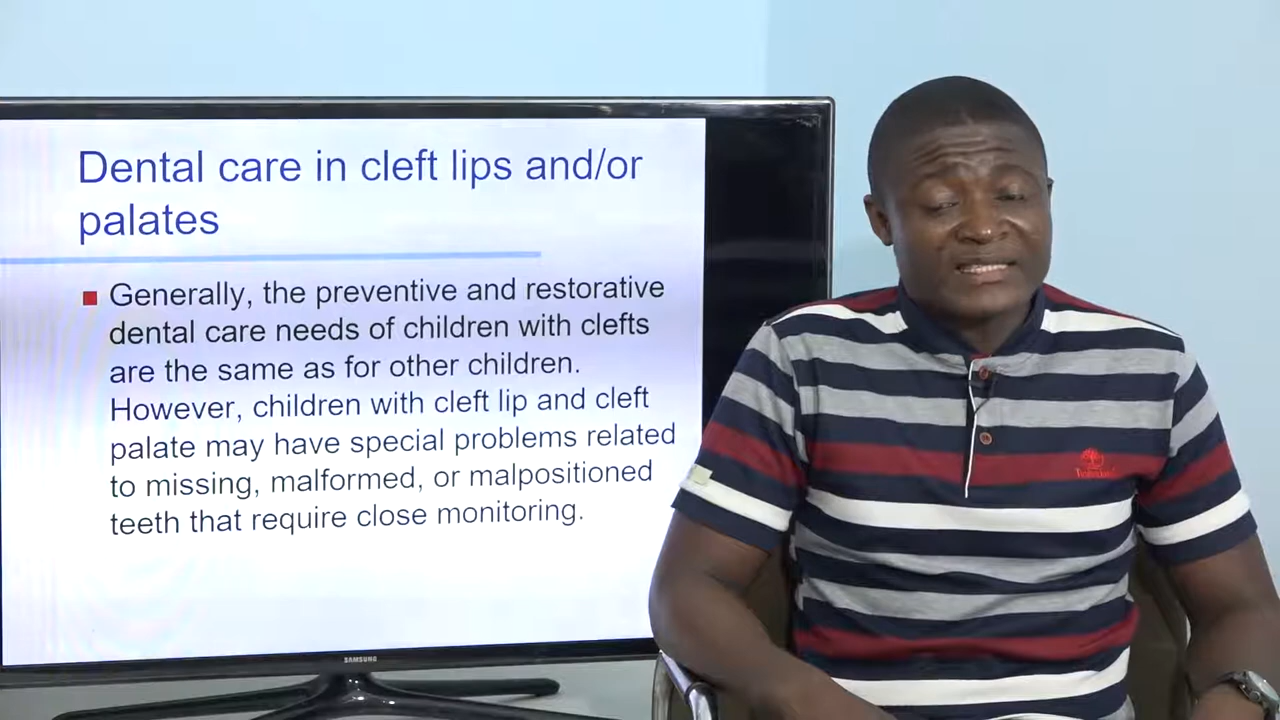 Dental care in cleft lips and/or
palates
Generally, the preventive and restorative
dental care needs of children with clefts
are the same as for other children.
However, children with cleft lip and cleft
palate may have special problems related
to missing, malformed, or malpositioned
teeth that require close monitoring.
SAMSUNG